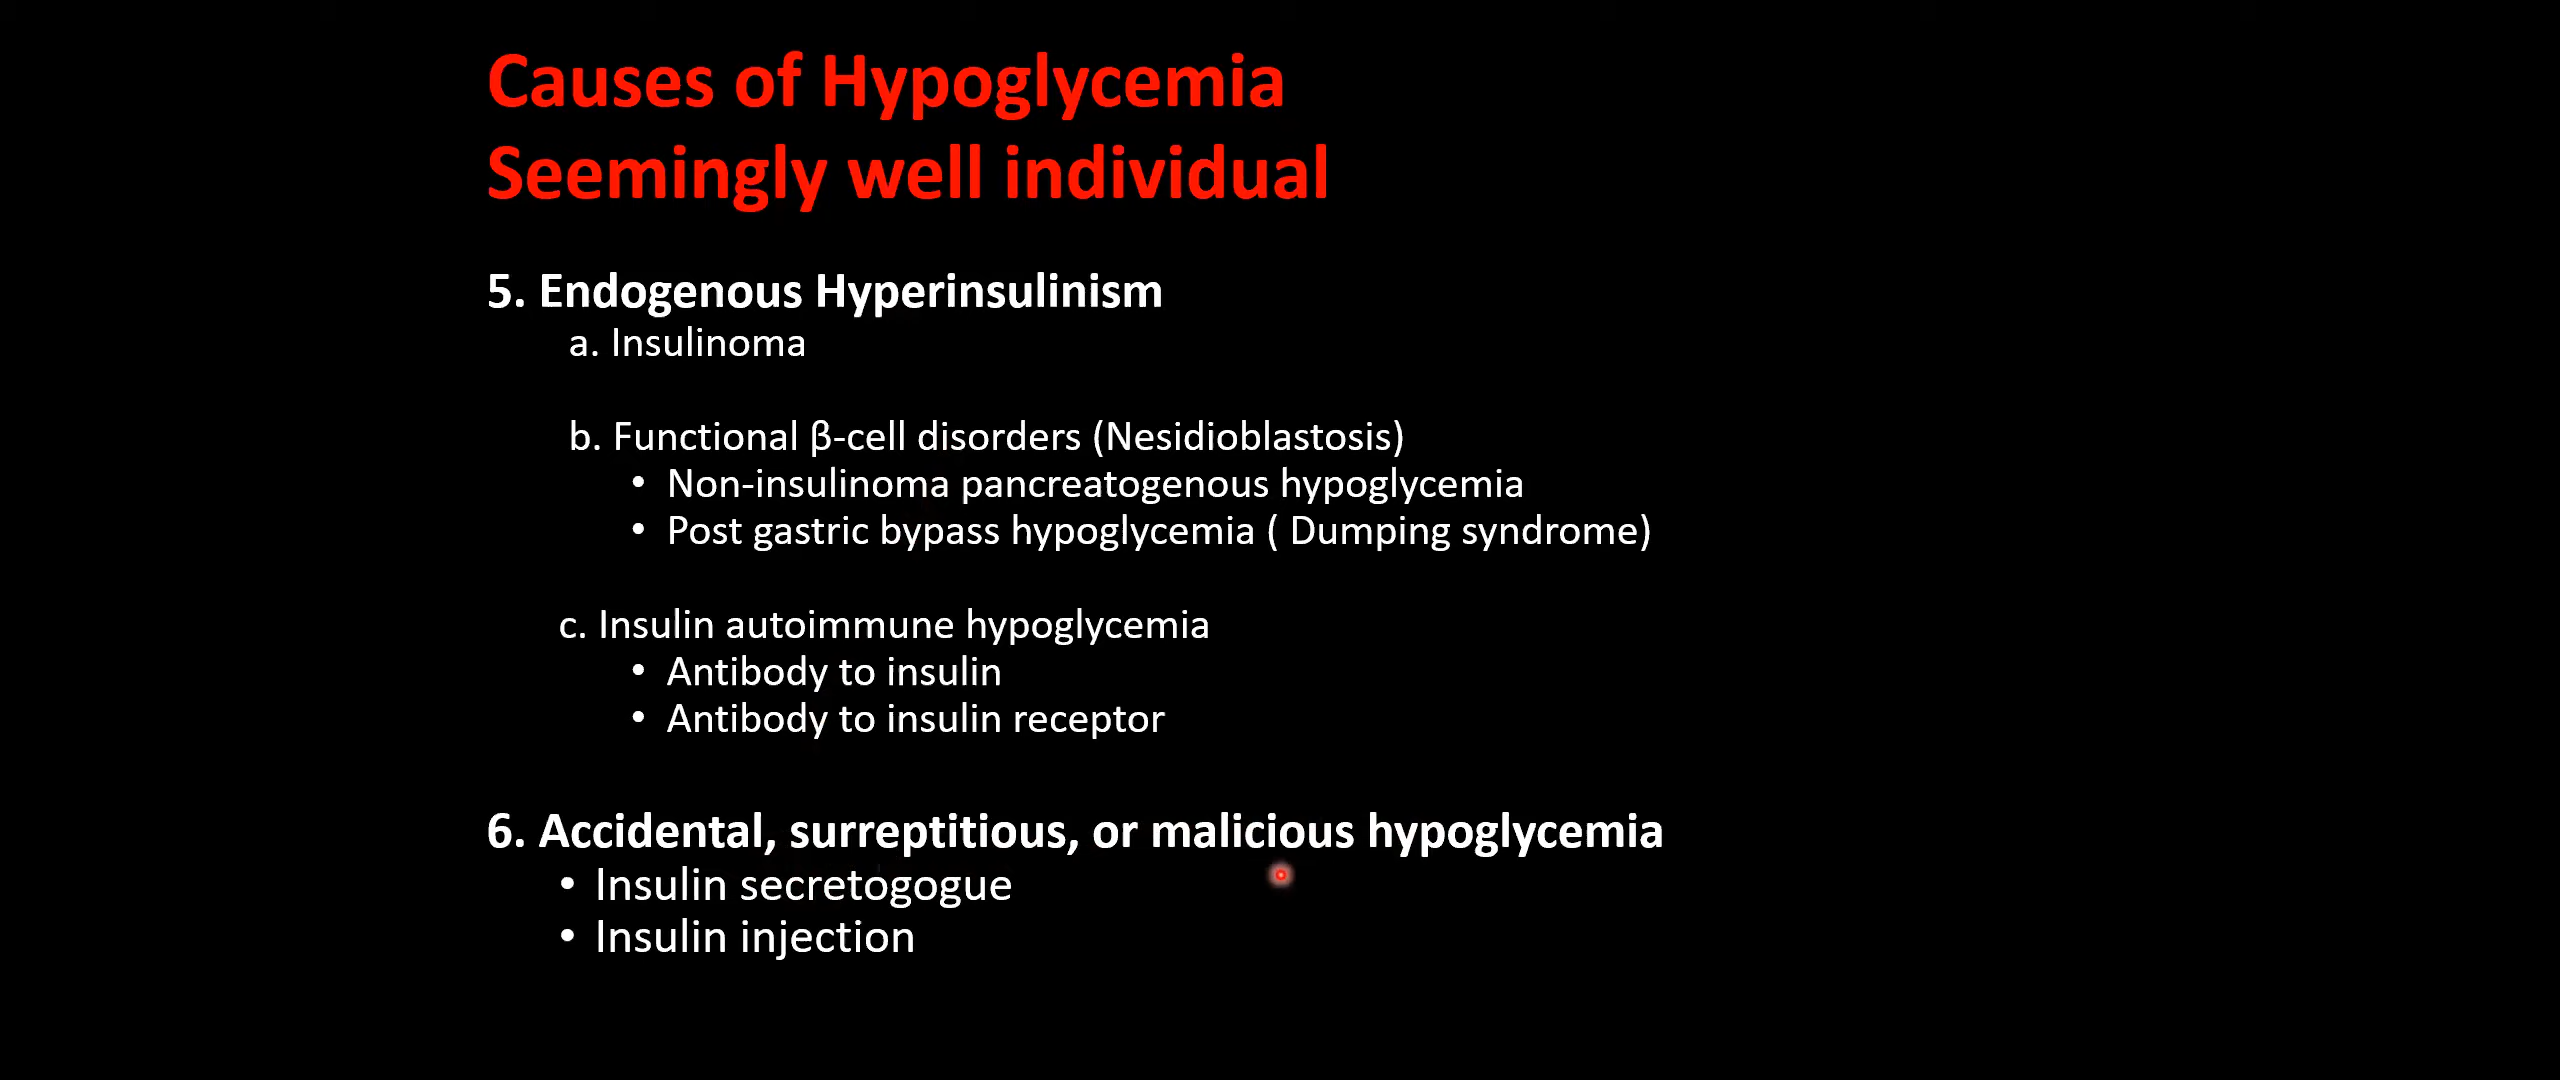 Causes of Hypoglycemia
Seemingly well individual
5. Endogenous Hyperinsulinism
a. Insulinoma
b. Functional β-cell disorders (Nesidioblastosis)
• Non-insulinoma pancreatogenous hypoglycemia
• Post gastric bypass hypoglycemia ( Dumping syndrome)
c. Insulin autoimmune hypoglycemia
• Antibody to insulin
• Antibody to insulin receptor
6. Accidental, surreptitious, or malicious hypoglycemia
• Insulin secretogogue
• Insulin injection